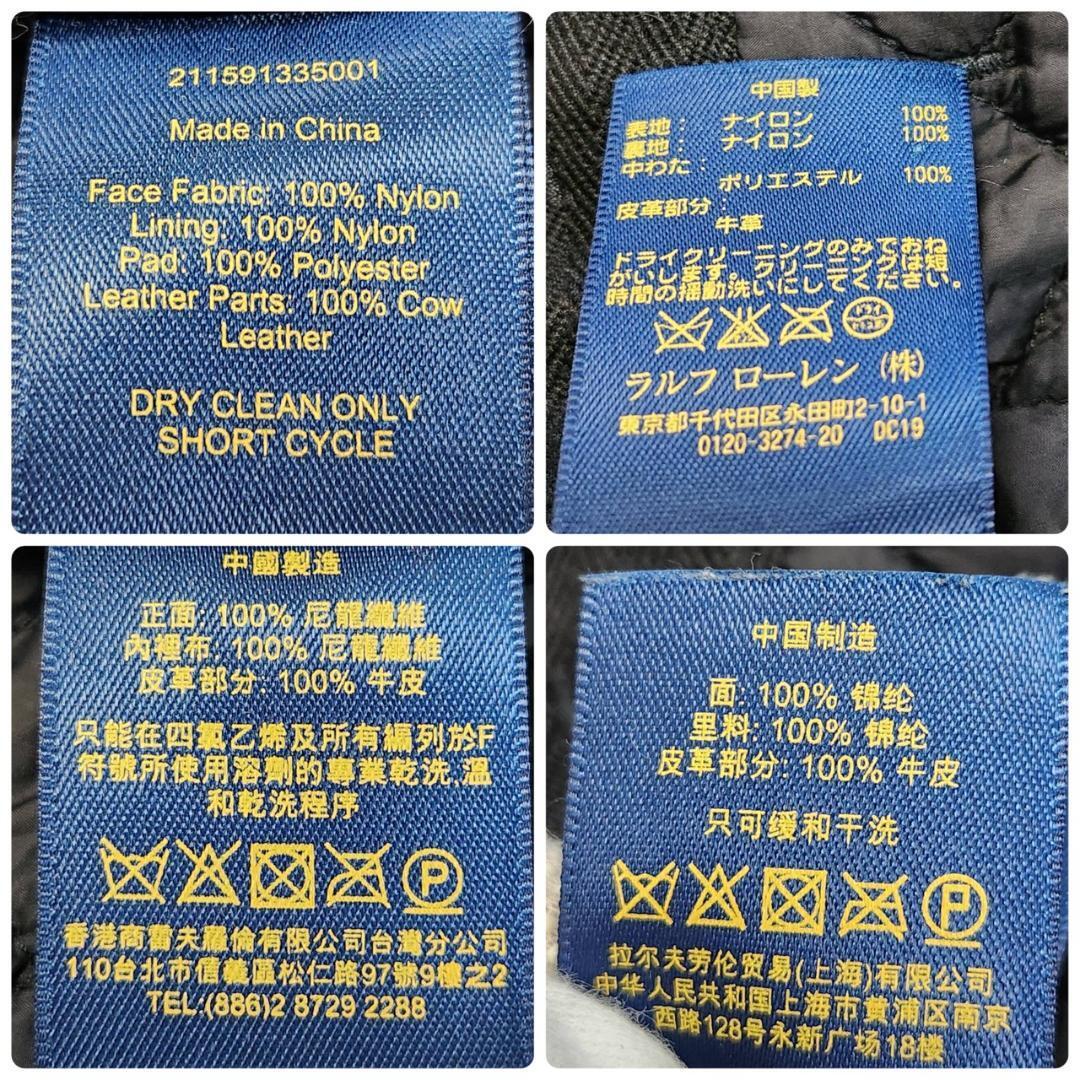 211591335001
Made in China
Face Fabric: 100% Nylon
Lining: 100% Nylon
Pad: 100% Polyester
Leather Parts: 100% Cow
Leather
DRY CLEAN ONLY
SHORT CYCLE
中国製
表地: ナイロン 100%
裏地: ナイロン 100%
中わた:
ポリエステル 100%
皮革部分:
牛革
ドライクリーニングのみでおね
がいします。クリーニングは短
時間の揺動洗いにしてください。
ドライ
セキユ系
ラルフ ローレン (株)
東京都千代田区永田町2-10-1
0120-3274-20 DC19
中國製造
正面: 100% 尼龍纖維
內裡布: 100% 尼龍纖維
皮革部分: 100% 牛皮
只能在四氯乙烯及所有編列於F
符號所使用溶劑的專業乾洗,溫
和乾洗程序
P
香港商雷夫羅倫有限公司台灣分公司
110台北市信義區松仁路97號9樓之2
TEL:(886)2 8729 2288
中国制造
面: 100% 锦纶
里料: 100% 锦纶
皮革部分: 100% 牛皮
只可缓和干洗
P
拉尔夫劳伦贸易(上海)有限公司
中华人民共和国上海市黄浦区南京
西路128号永新广场18楼